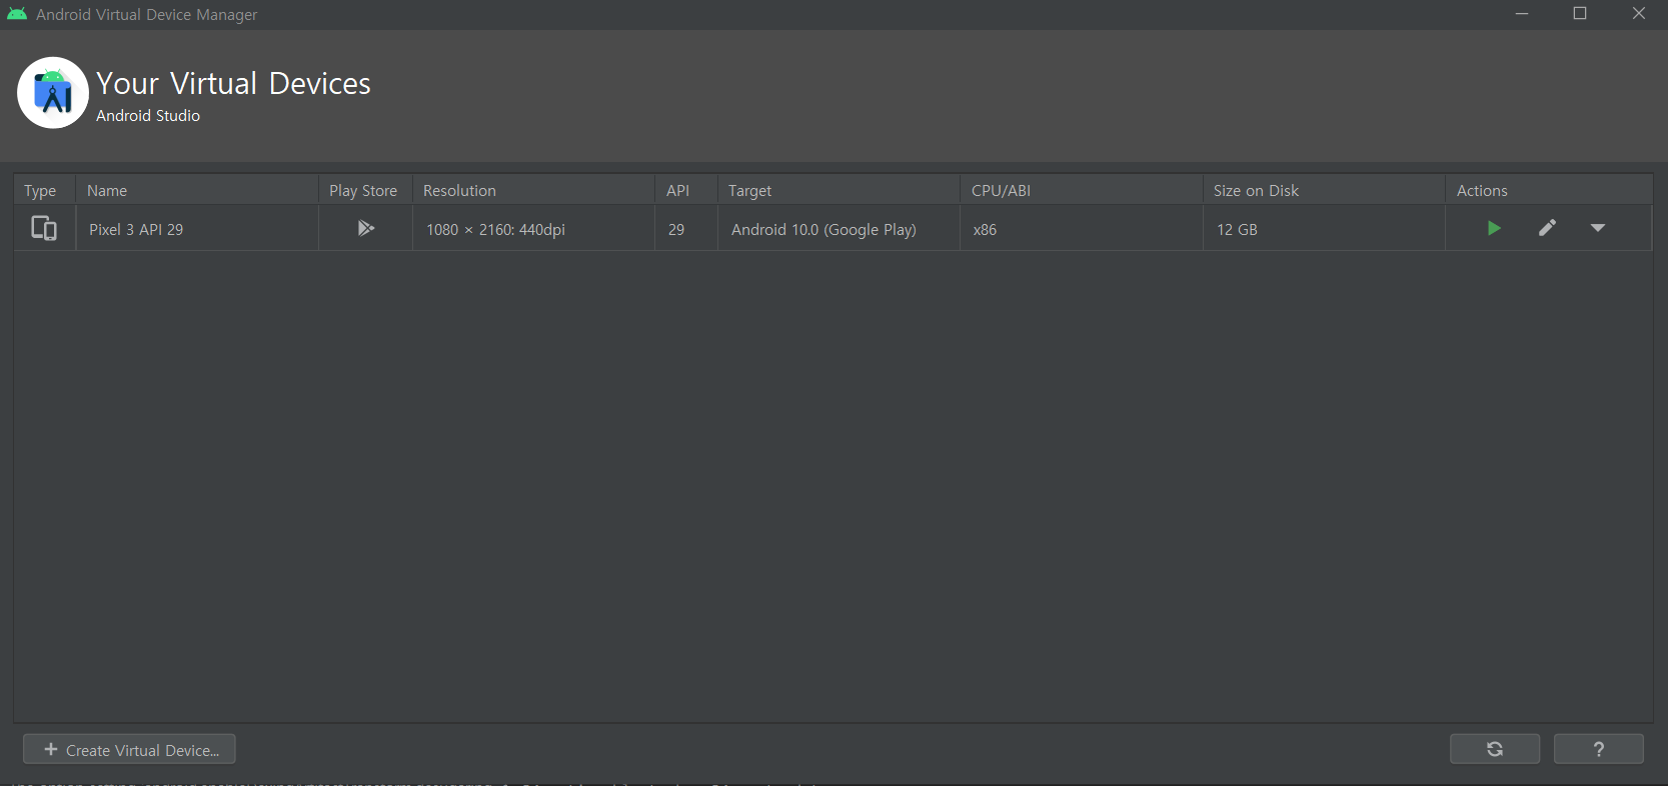 Android Virtual Device Manager
Your Virtual Devices
Android Studio
Type Name Play Store Resolution API Target CPU/ABI Size on Disk Actions
Pixel 3 API 29 1080 × 2160: 440dpi 29 Android 10.0 (Google Play) x86 12 GB
+ Create Virtual Device... ?